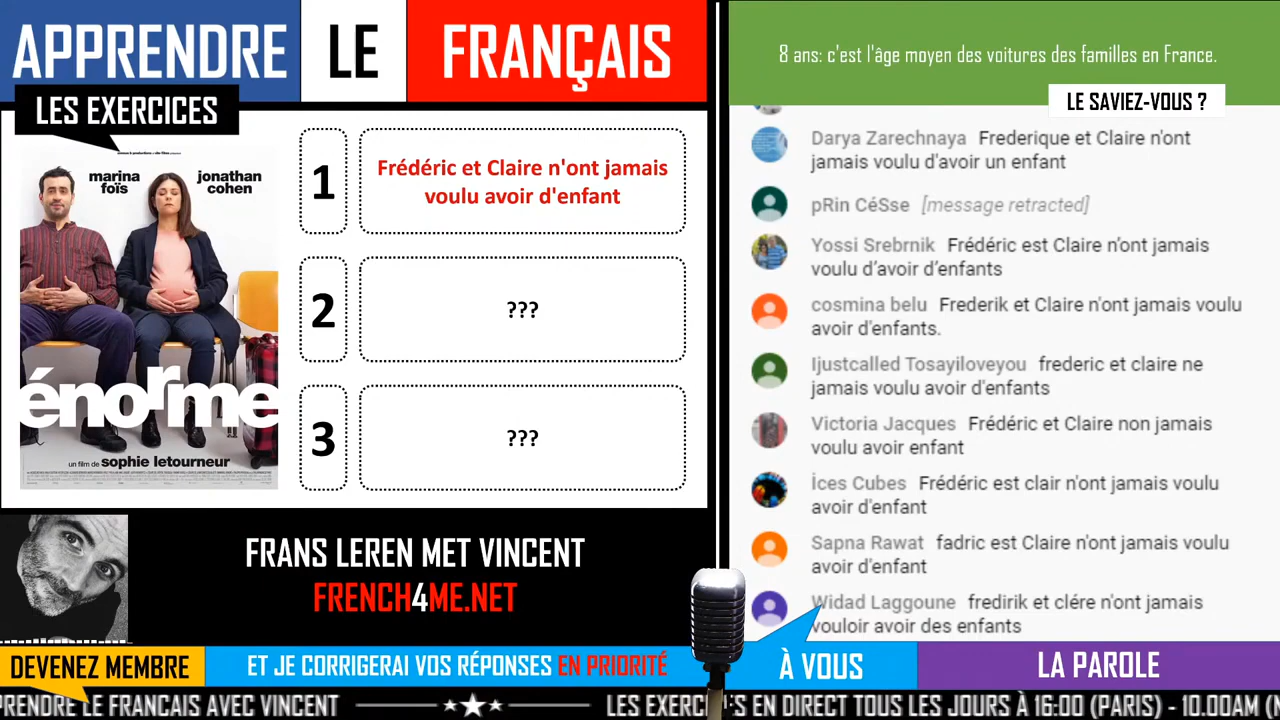 APPRENDRE LE FRANÇAIS
LES EXERCICES
marina foïs
jonathan cohen
énorme
un film de sophie letourneur
1
Frédéric et Claire n'ont jamais
voulu avoir d'enfant
2
???
3
???
FRANS LEREN MET VINCENT
FRENCH4ME.NET
8 ans: c'est l'âge moyen des voitures des familles en France.
LE SAVIEZ-VOUS ?
Darya Zarechnaya Frederique et Claire n'ont
jamais voulu d'avoir un enfant
pRin CéSse [message retracted]
Yossi Srebrnik Frédéric est Claire n'ont jamais
voulu d’avoir d’enfants
cosmina belu Frederik et Claire n'ont jamais voulu
avoir d'enfants.
Ijustcalled Tosayiloveyou frederic et claire ne
jamais voulu avoir d'enfants
Victoria Jacques Frédéric et Claire non jamais
voulu avoir enfant
İces Cubes Frédéric est clair n'ont jamais voulu
avoir d'enfant
Sapna Rawat fadric est Claire n'ont jamais voulu
avoir d'enfant
Widad Laggoune fredirik et clére n'ont jamais
vouloir avoir des enfants
DEVENEZ MEMBRE
ET JE CORRIGERAI VOS RÉPONSES EN PRIORITÉ
À VOUS
LA PAROLE
PRENDRE LE FRANCAIS AVEC VINCENT LES EXERC S EN DIRECT TOUS LES JOURS À 16:00 (PARIS) - 10.00AM (N